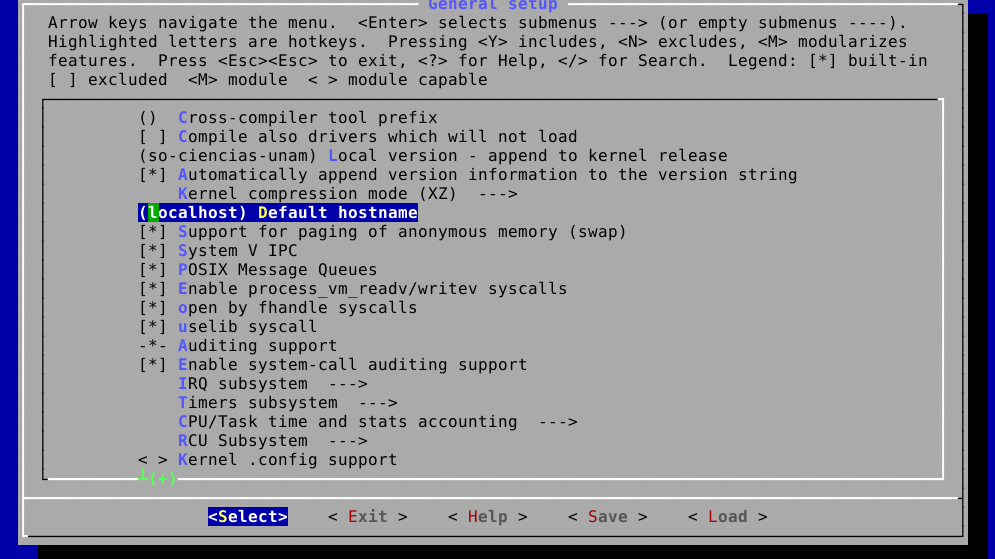 General setup
Arrow keys navigate the menu.  <Enter> selects submenus ---> (or empty submenus ----).
Highlighted letters are hotkeys.  Pressing <Y> includes, <N> excludes, <M> modularizes
features.  Press <Esc><Esc> to exit, <?> for Help, </> for Search.  Legend: [*] built-in
[ ] excluded  <M> module  < > module capable
()  Cross-compiler tool prefix
[ ] Compile also drivers which will not load
(so-ciencias-unam) Local version - append to kernel release
[*] Automatically append version information to the version string
Kernel compression mode (XZ)  --->
(localhost) Default hostname
[*] Support for paging of anonymous memory (swap)
[*] System V IPC
[*] POSIX Message Queues
[*] Enable process_vm_readv/writev syscalls
[*] open by fhandle syscalls
[*] uselib syscall
-*- Auditing support
[*] Enable system-call auditing support
IRQ subsystem  --->
Timers subsystem  --->
CPU/Task time and stats accounting  --->
RCU Subsystem  --->
< > Kernel .config support
┴(+)
<Select>    < Exit >    < Help >    < Save >    < Load >